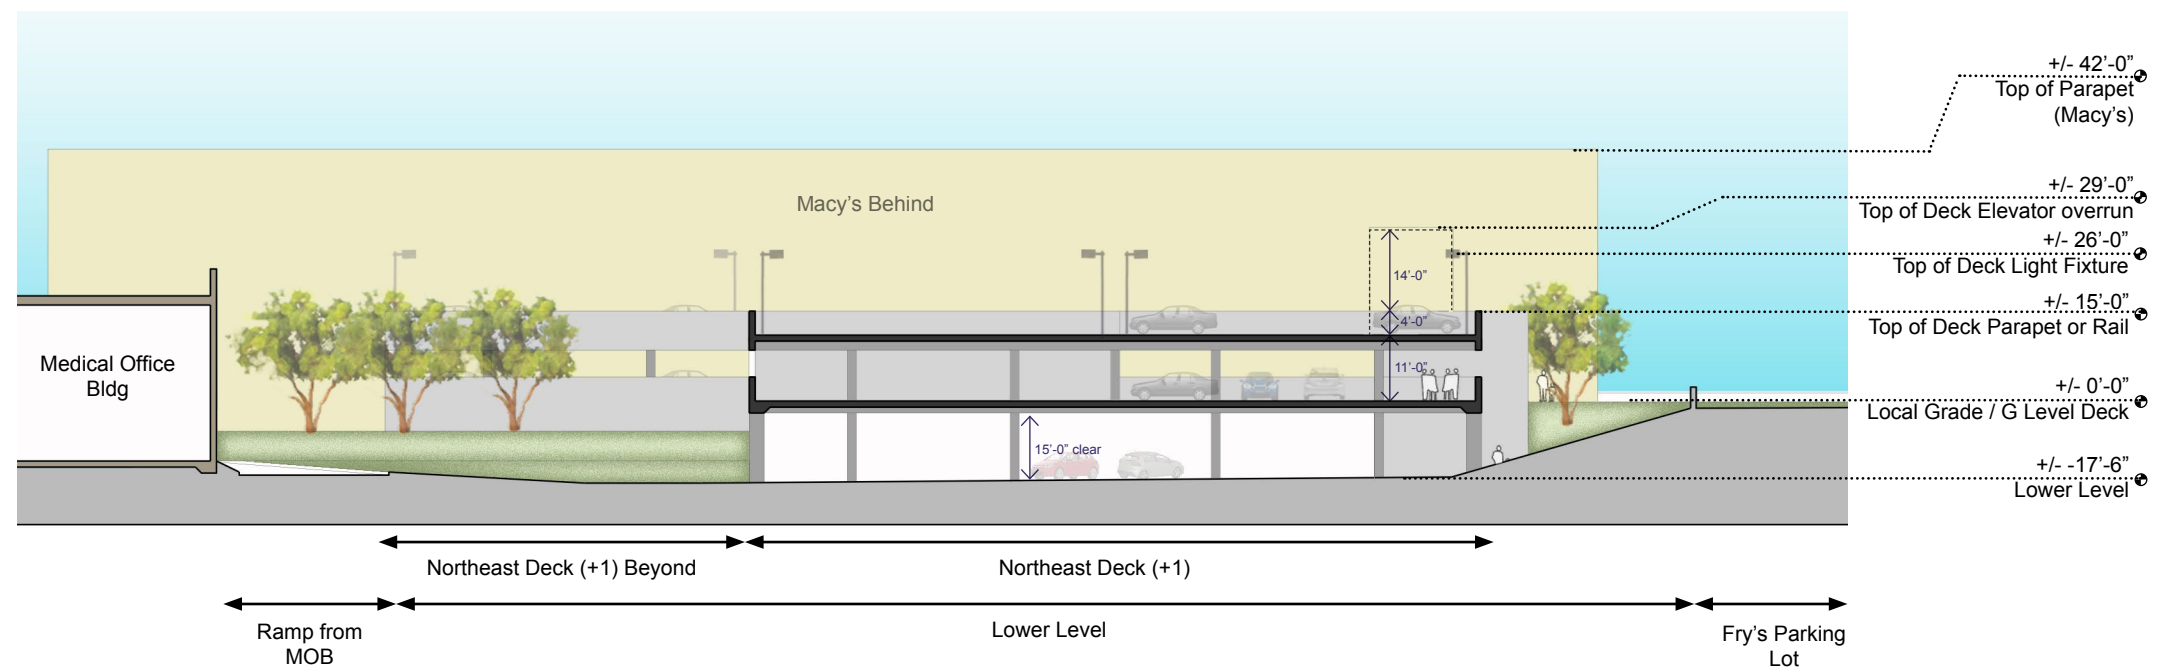 +/- 42’-0”
Top of Parapet
(Macy’s)
Macy’s Behind
+/- 29’-0”
Top of Deck Elevator overrun
+/- 26’-0”
Top of Deck Light Fixture
14’-0”
+/- 15’-0”
Top of Deck Parapet or Rail
4’-0”
11’-0”
Medical Office
Bldg
+/- 0’-0”
Local Grade / G Level Deck
15’-0” clear
+/- -17’-6”
Lower Level
Northeast Deck (+1) Beyond
Northeast Deck (+1)
Ramp from
MOB
Lower Level
Fry’s Parking
Lot